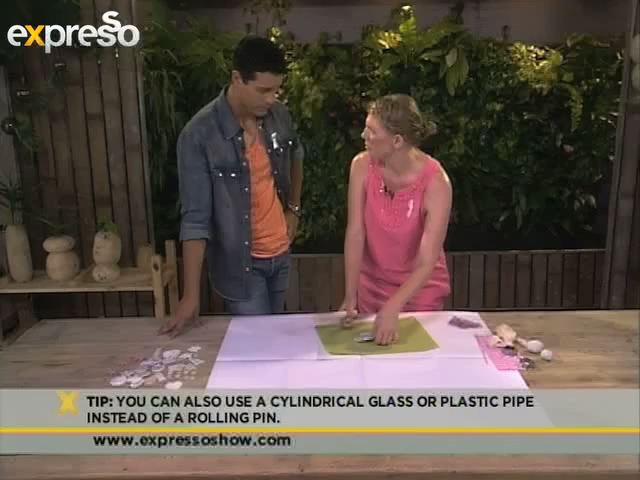 expresso
TIP: YOU CAN ALSO USE A CYLINDRICAL GLASS OR PLASTIC PIPE
INSTEAD OF A ROLLING PIN.
www.expressoshow.com